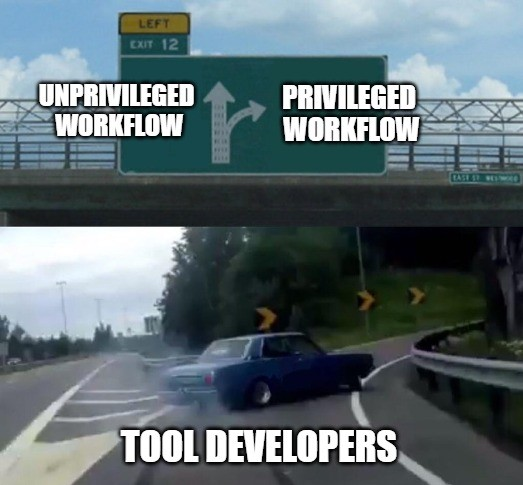 LEFT
EXIT 12
UNPRIVILEGED
WORKFLOW
PRIVILEGED
WORKFLOW
TOOL DEVELOPERS